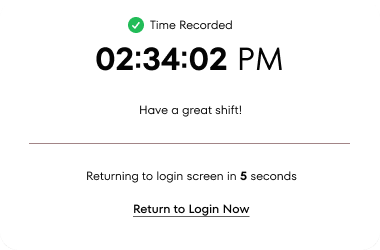 Time Recorded
02:34:02 PM
Have a great shift!
Returning to login screen in 5 seconds
Return to Login Now